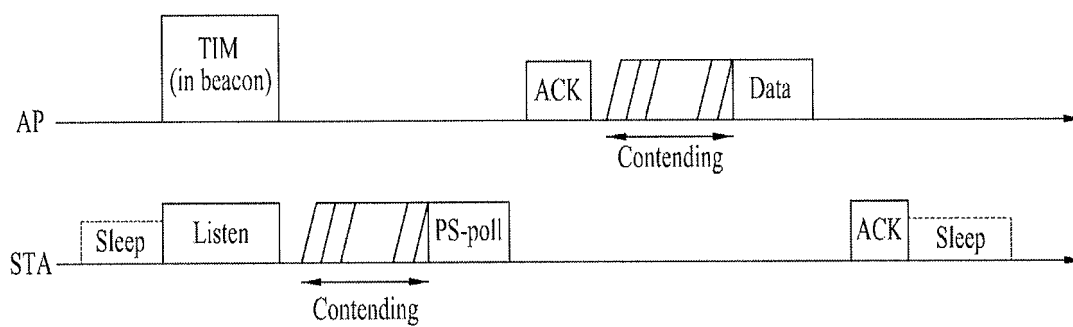 TIM
(in beacon)
ACK
Data
AP
Contending
Sleep
Listen
PS-poll
ACK
Sleep
STA
Contending